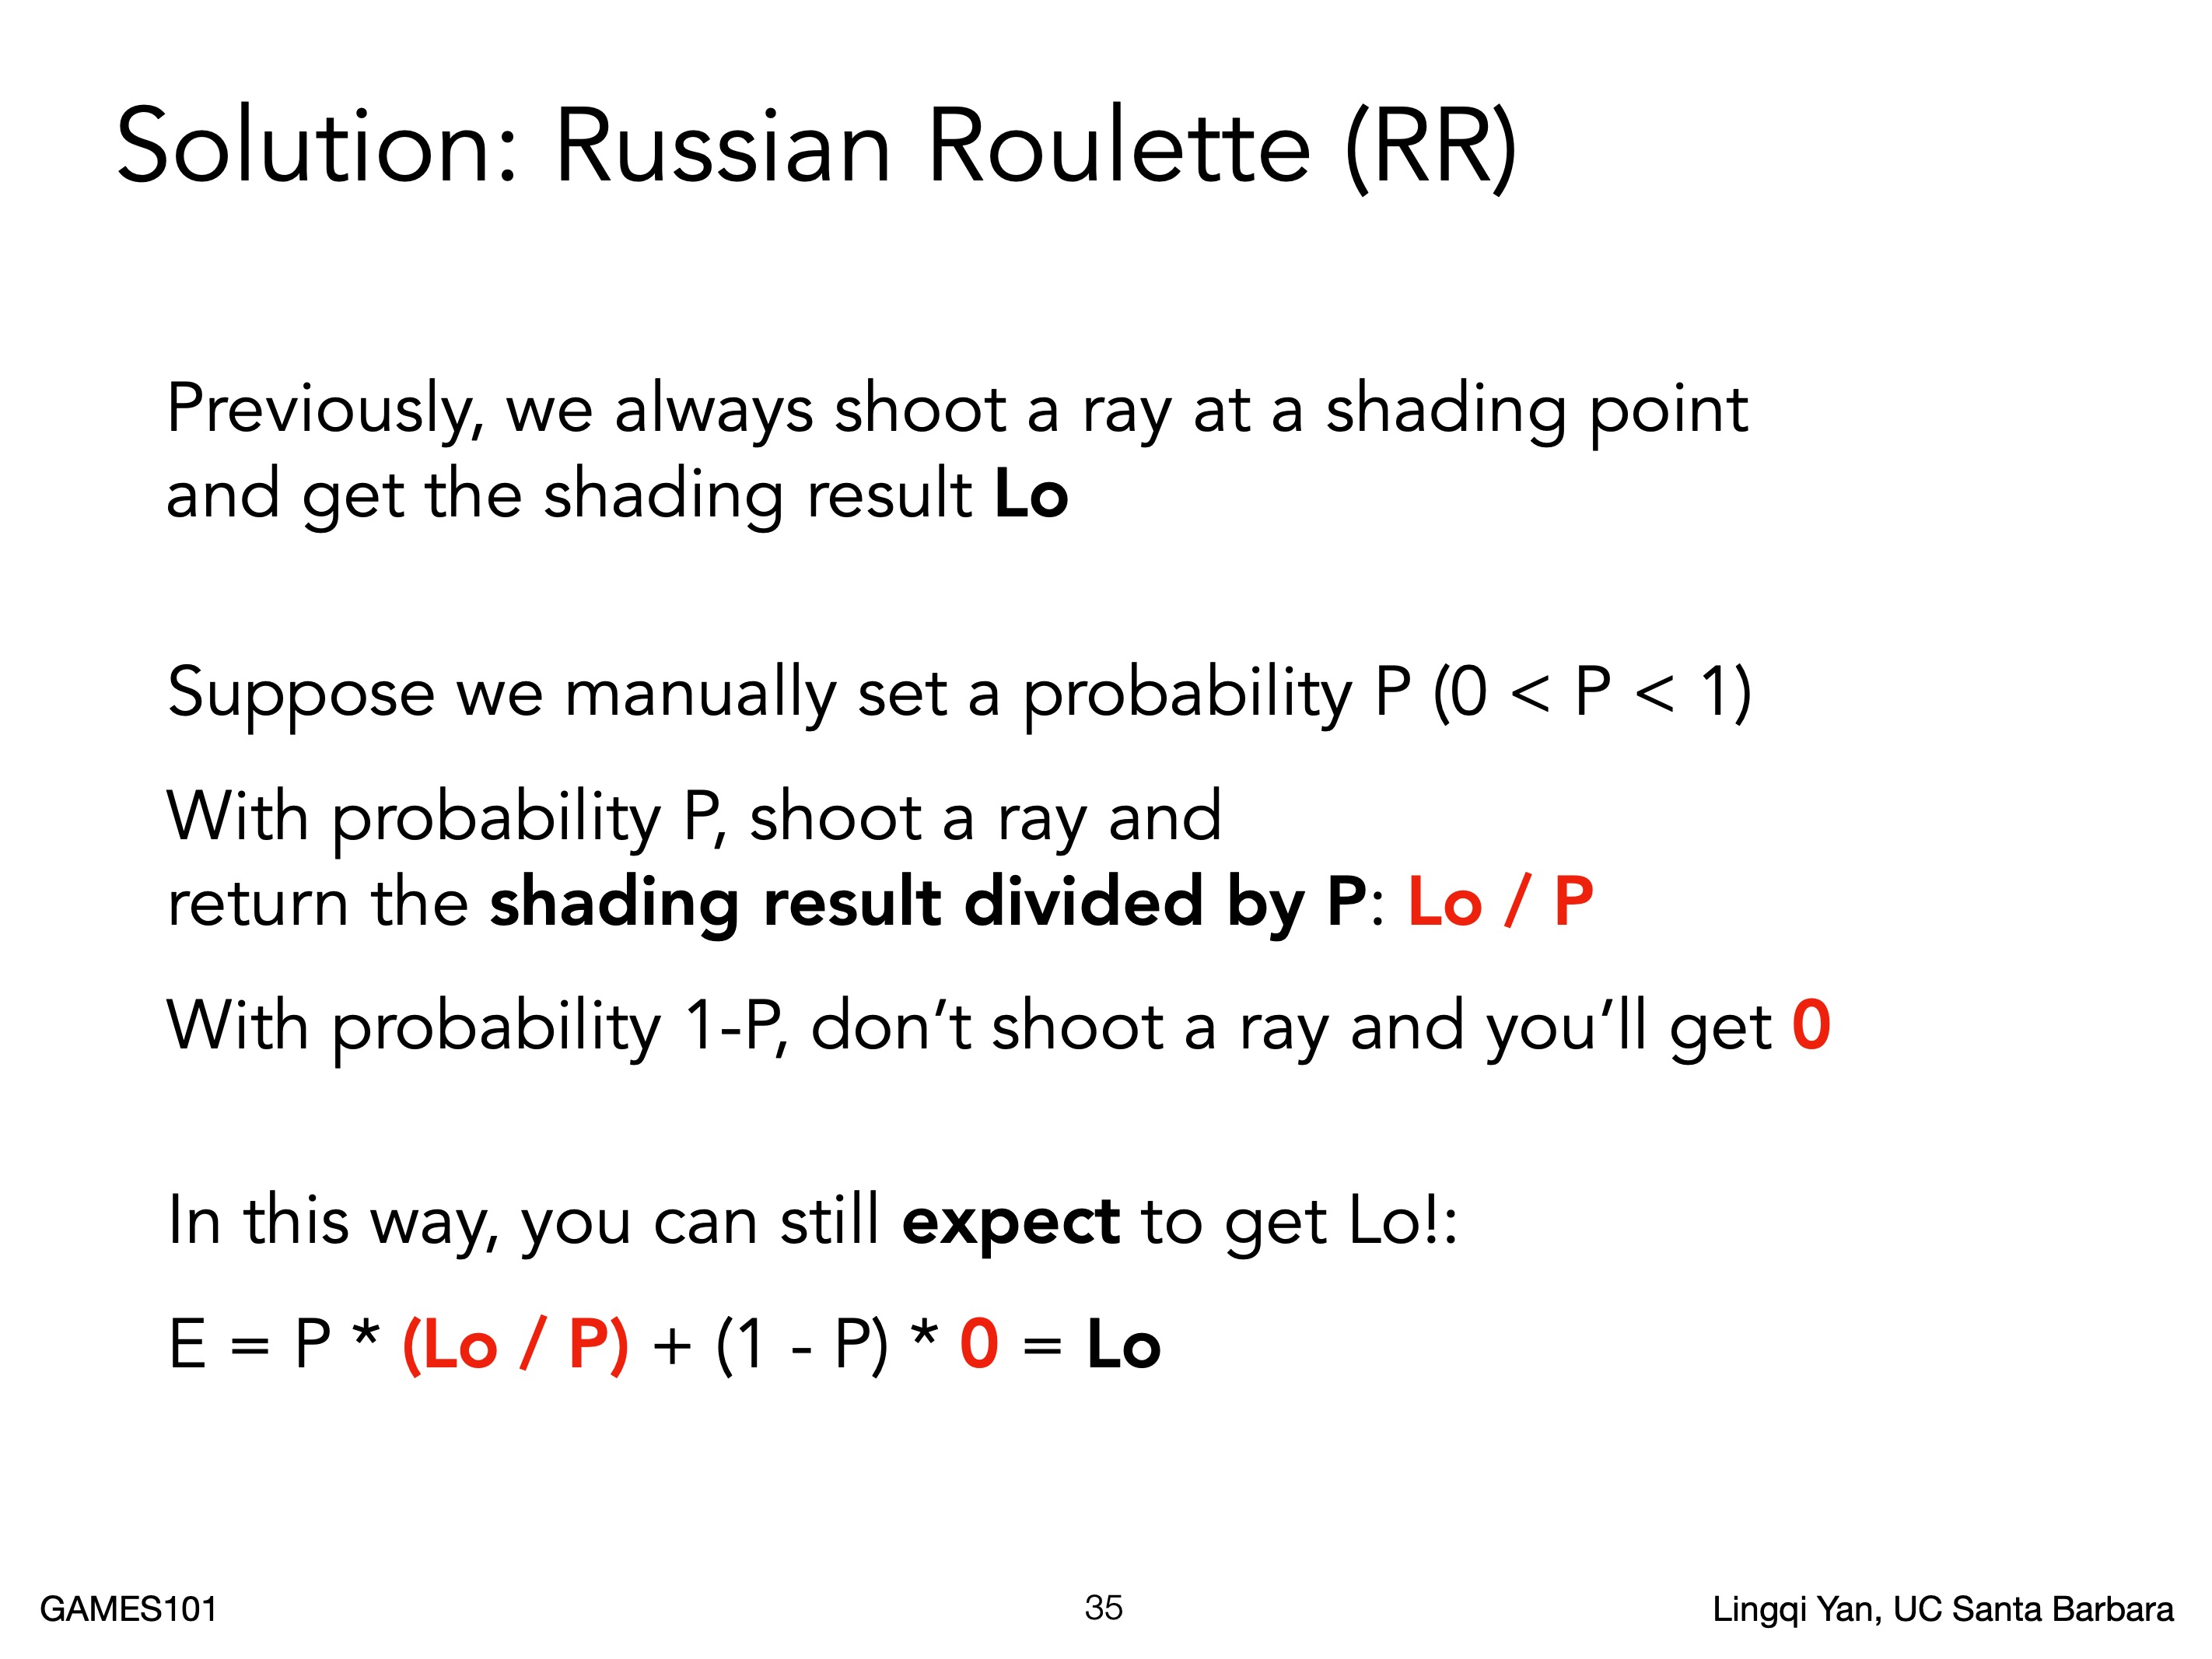 Solution: Russian Roulette (RR)
Previously, we always shoot a ray at a shading point
and get the shading result Lo
Suppose we manually set a probability P (0 < P < 1)
With probability P, shoot a ray and
return the shading result divided by P: Lo / P
With probability 1-P, don’t shoot a ray and you’ll get 0
In this way, you can still expect to get Lo!:
E = P * (Lo / P) + (1 - P) * 0 = Lo
GAMES101
35
Lingqi Yan, UC Santa Barbara